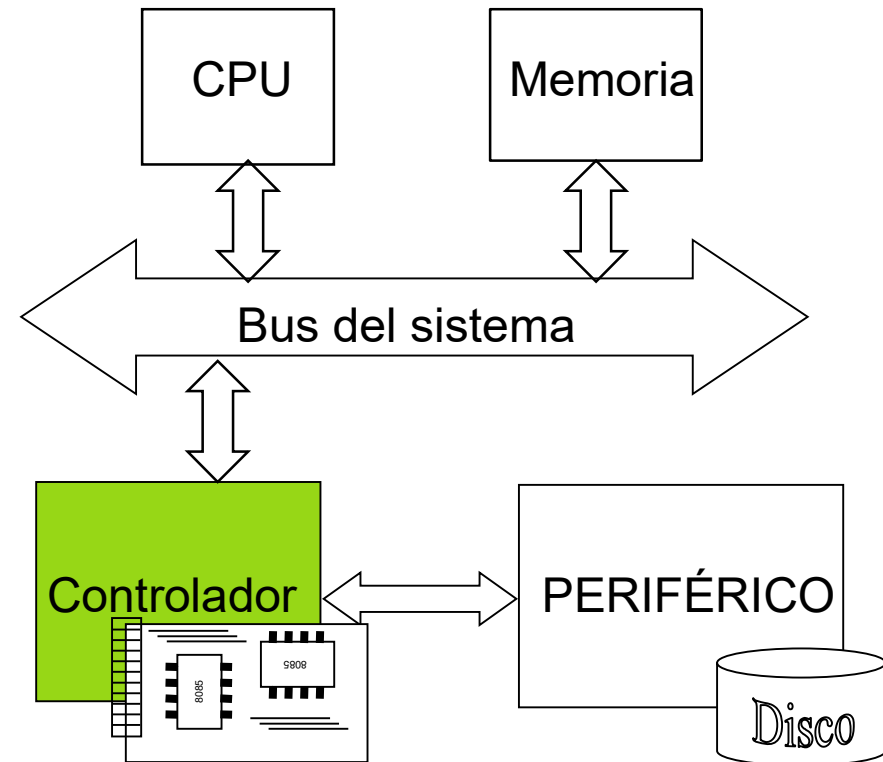 CPU
Memoria
Bus del sistema
Controlador
PERIFÉRICO
8085
8085
Disco